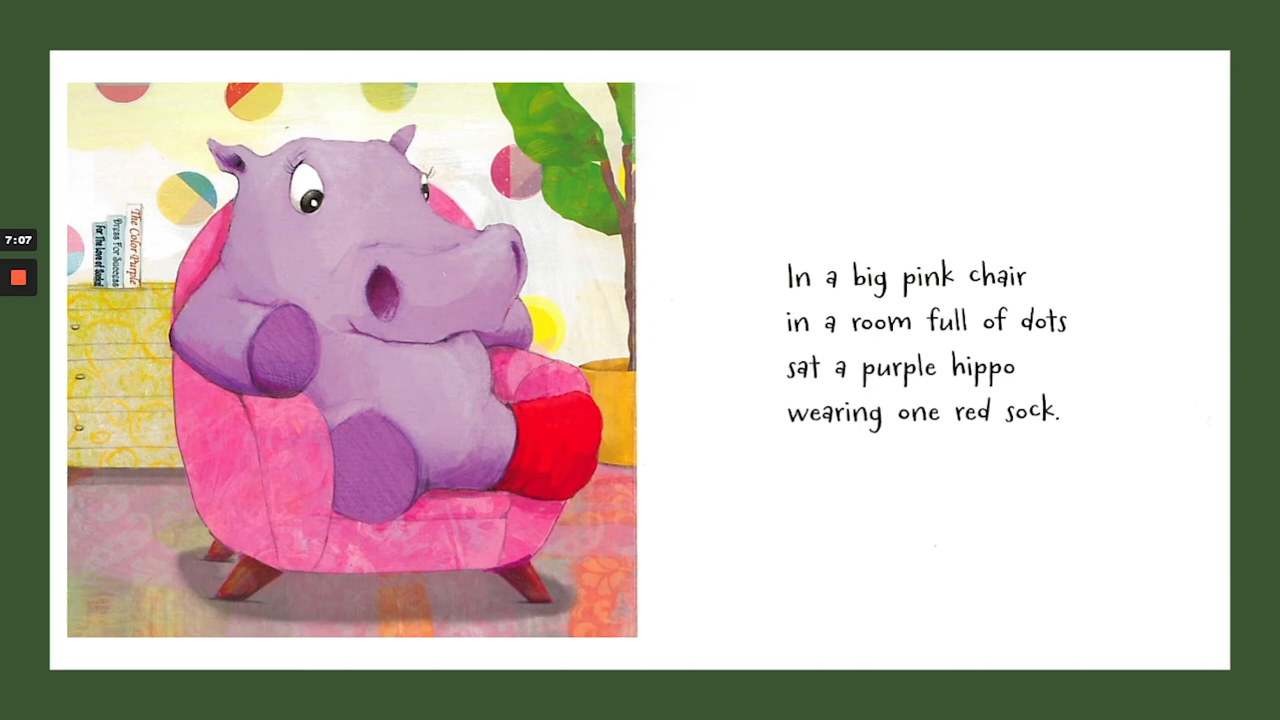 7:07
The Color Purple
Dress For Success
For The Love of Socks!
In a big pink chair
in a room full of dots
sat a purple hippo
wearing one red sock.